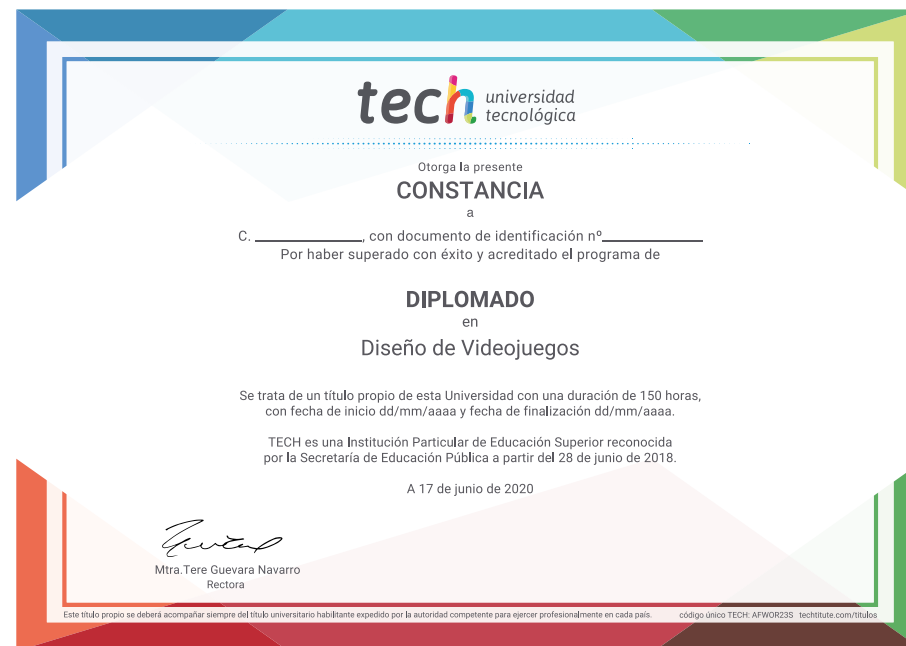 tech universidad
tecnológica
Otorga la presente
CONSTANCIA
a
C. ________________, con documento de identificación nº_______________
Por haber superado con éxito y acreditado el programa de
DIPLOMADO
en
Diseño de Videojuegos
Se trata de un título propio de esta Universidad con una duración de 150 horas,
con fecha de inicio dd/mm/aaaa y fecha de finalización dd/mm/aaaa.
TECH es una Institución Particular de Educación Superior reconocida
por la Secretaría de Educación Pública a partir del 28 de junio de 2018.
A 17 de junio de 2020
Mtra.Tere Guevara Navarro
Rectora
Este título propio se deberá acompañar siempre del título universitario habilitante expedido por la autoridad competente para ejercer profesionalmente en cada país. código único TECH: AFWOR23S techtitute.com/titulos